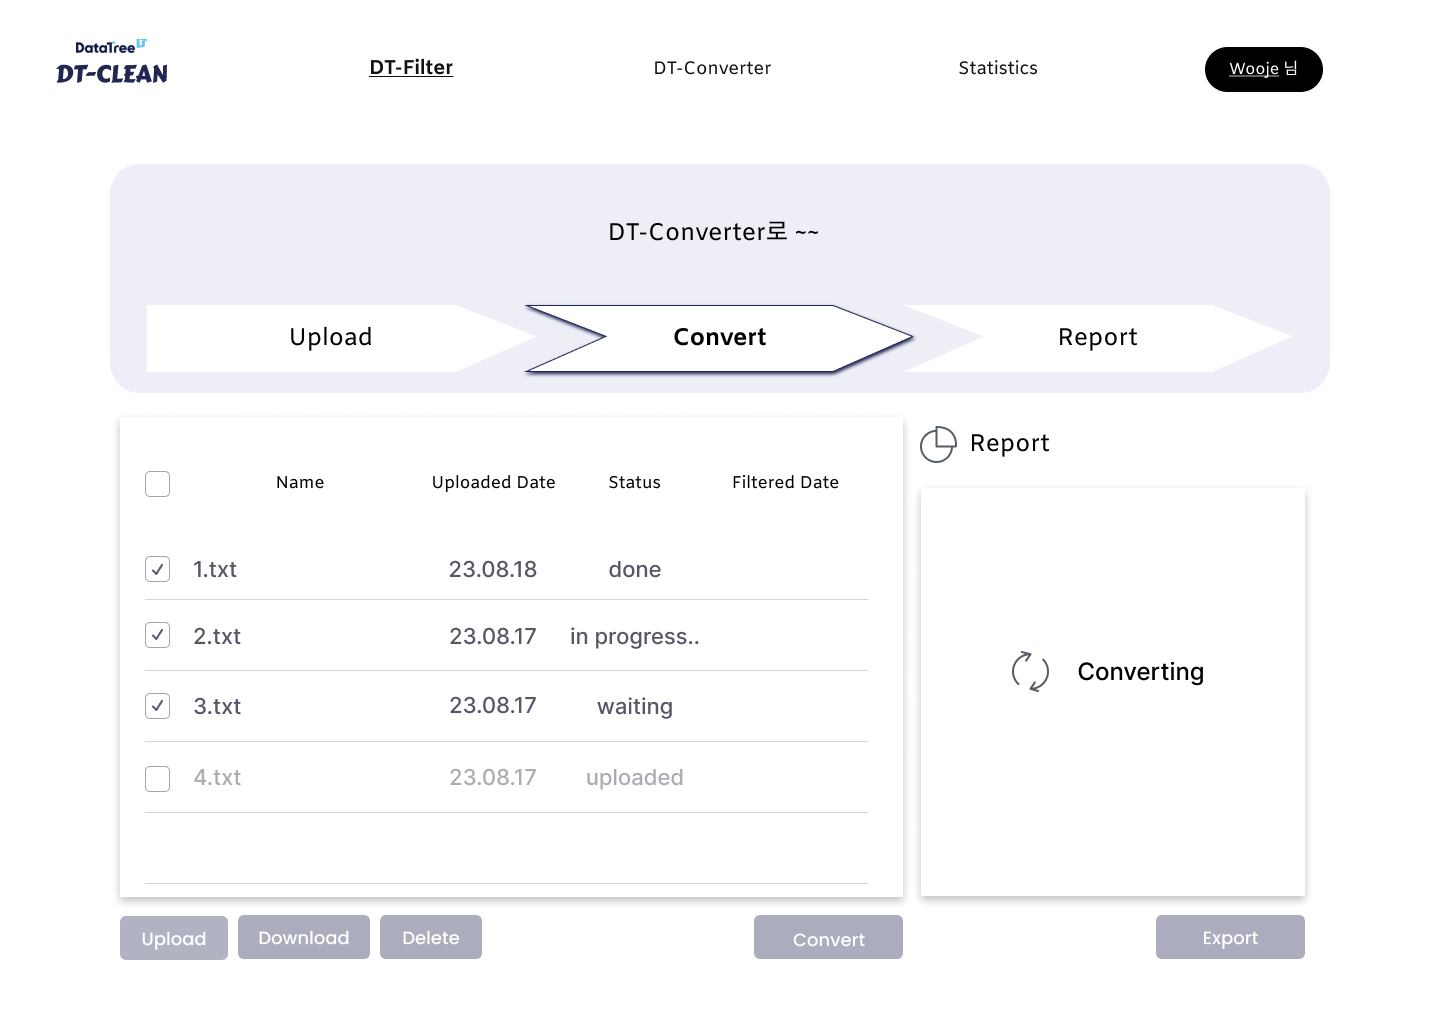 DataTree IT
DT-CLEAN
DT-Filter
DT-Converter
Statistics
Wooje 님
DT-Converter로 ~~
Upload
Convert
Report
Name
Uploaded Date
Status
Filtered Date
1.txt
23.08.18
done
2.txt
23.08.17
in progress..
3.txt
23.08.17
waiting
4.txt
23.08.17
uploaded
Report
Converting
Upload
Download
Delete
Convert
Export